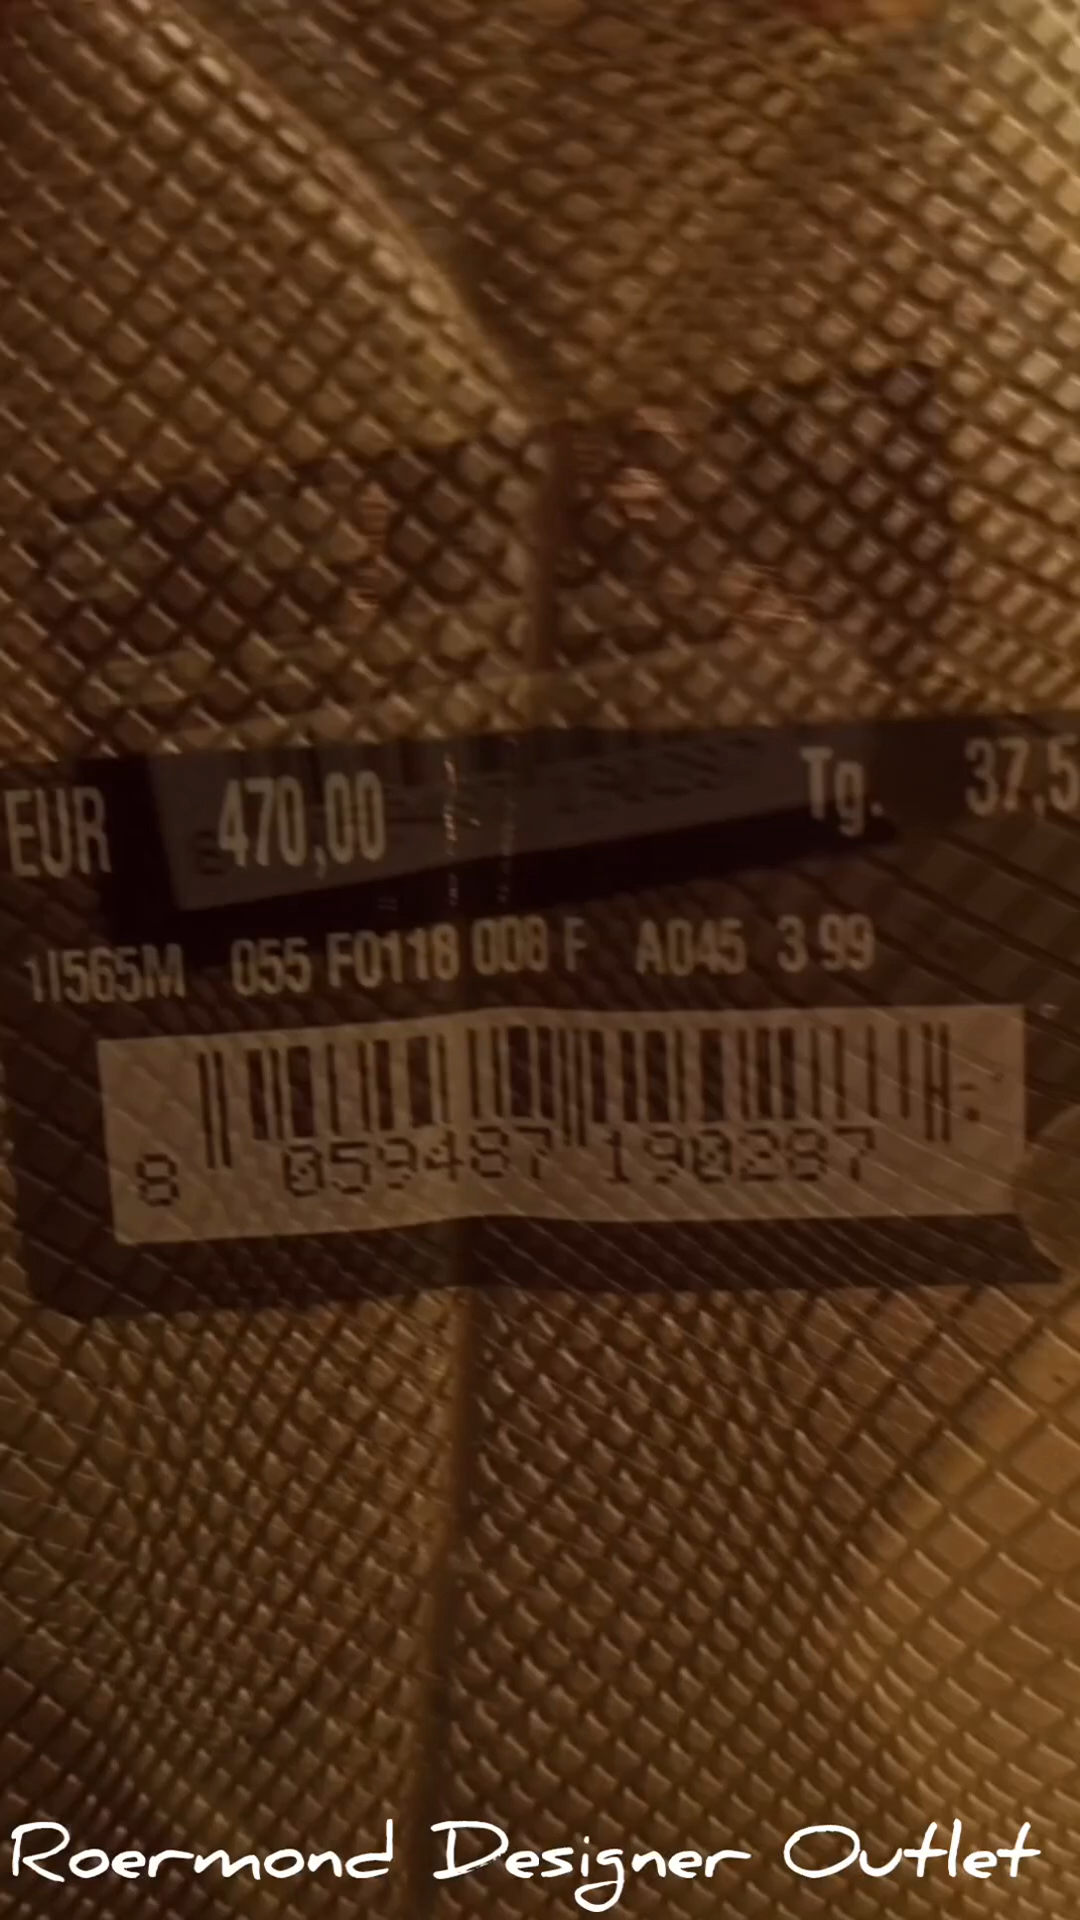 EUR 470,00 Tg. 37,5
1I565M 055 F0118 008 F A045 3 99
8 059487 190287
Roermond Designer Outlet